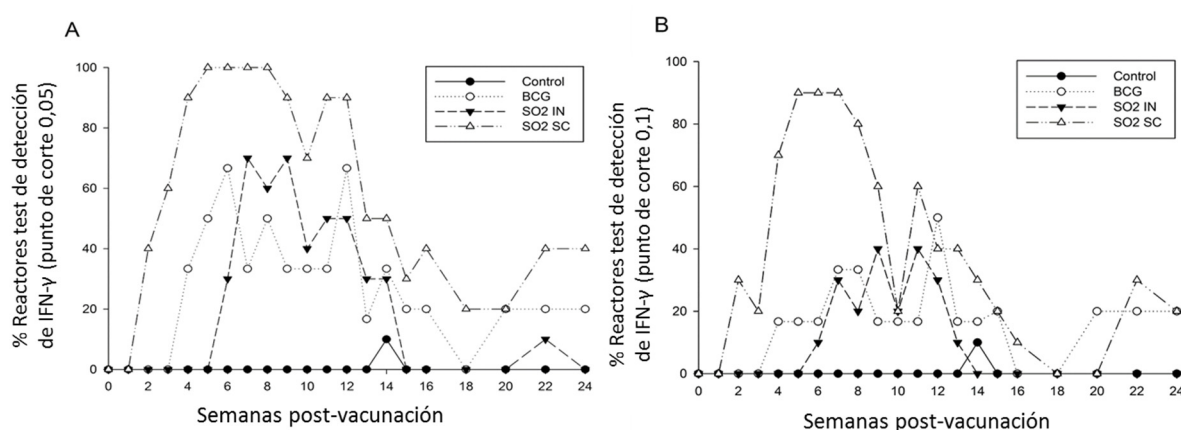 A
% Reactores test de detección
de IFN-γ (punto de corte 0,05)
100
80
60
40
20
0
Control
BCG
SO2 IN
SO2 SC
0 2 4 6 8 10 12 14 16 18 20 22 24
Semanas post-vacunación
B
% Reactores test de detección
de IFN-γ (punto de corte 0,1)
100
80
60
40
20
0
Control
BCG
SO2 IN
SO2 SC
0 2 4 6 8 10 12 14 16 18 20 22 24
Semanas post-vacunación